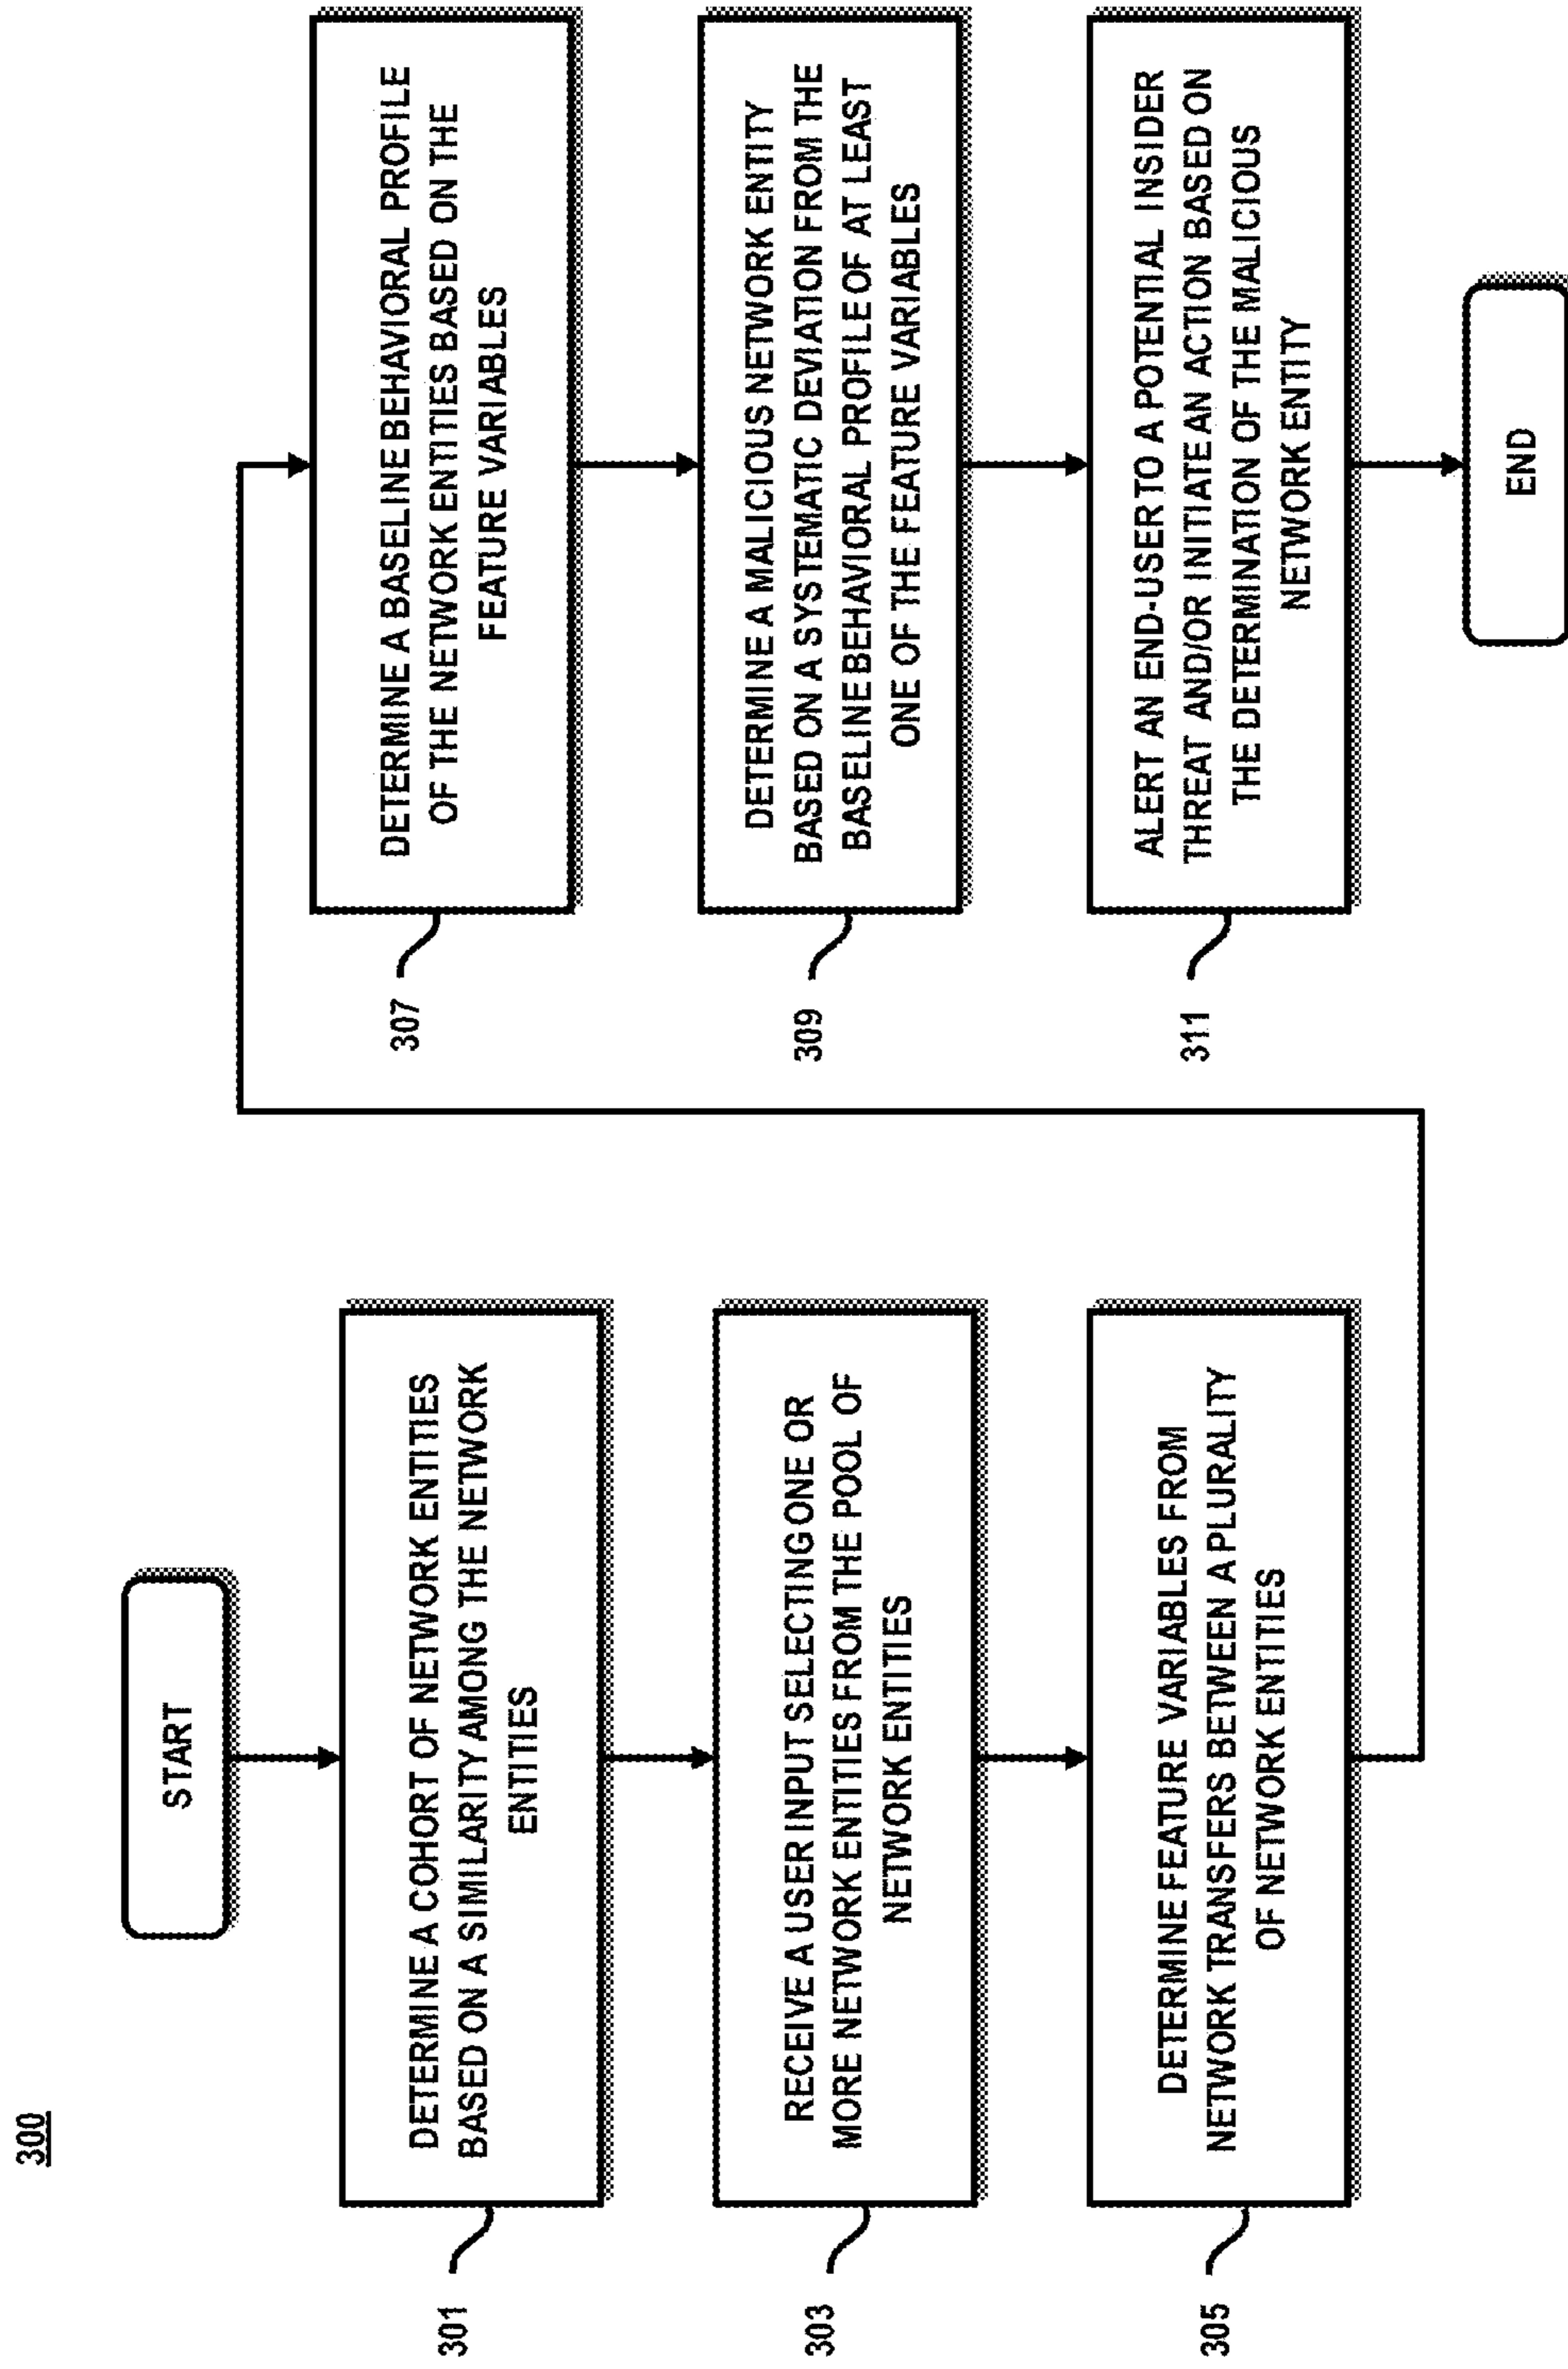 300
START
301
DETERMINE A COHORT OF NETWORK ENTITIES
BASED ON A SIMILARITY AMONG THE NETWORK
ENTITIES
303
RECEIVE A USER INPUT SELECTING ONE OR
MORE NETWORK ENTITIES FROM THE POOL OF
NETWORK ENTITIES
305
DETERMINE FEATURE VARIABLES FROM
NETWORK TRANSFERS BETWEEN A PLURALITY
OF NETWORK ENTITIES
307
DETERMINE A BASELINE BEHAVIORAL PROFILE
OF THE NETWORK ENTITIES BASED ON THE
FEATURE VARIABLES
309
DETERMINE A MALICIOUS NETWORK ENTITY
BASED ON A SYSTEMATIC DEVIATION FROM THE
BASELINE BEHAVIORAL PROFILE OF AT LEAST
ONE OF THE FEATURE VARIABLES
311
ALERT AN END-USER TO A POTENTIAL INSIDER
THREAT AND/OR INITIATE AN ACTION BASED ON
THE DETERMINATION OF THE MALICIOUS
NETWORK ENTITY
END